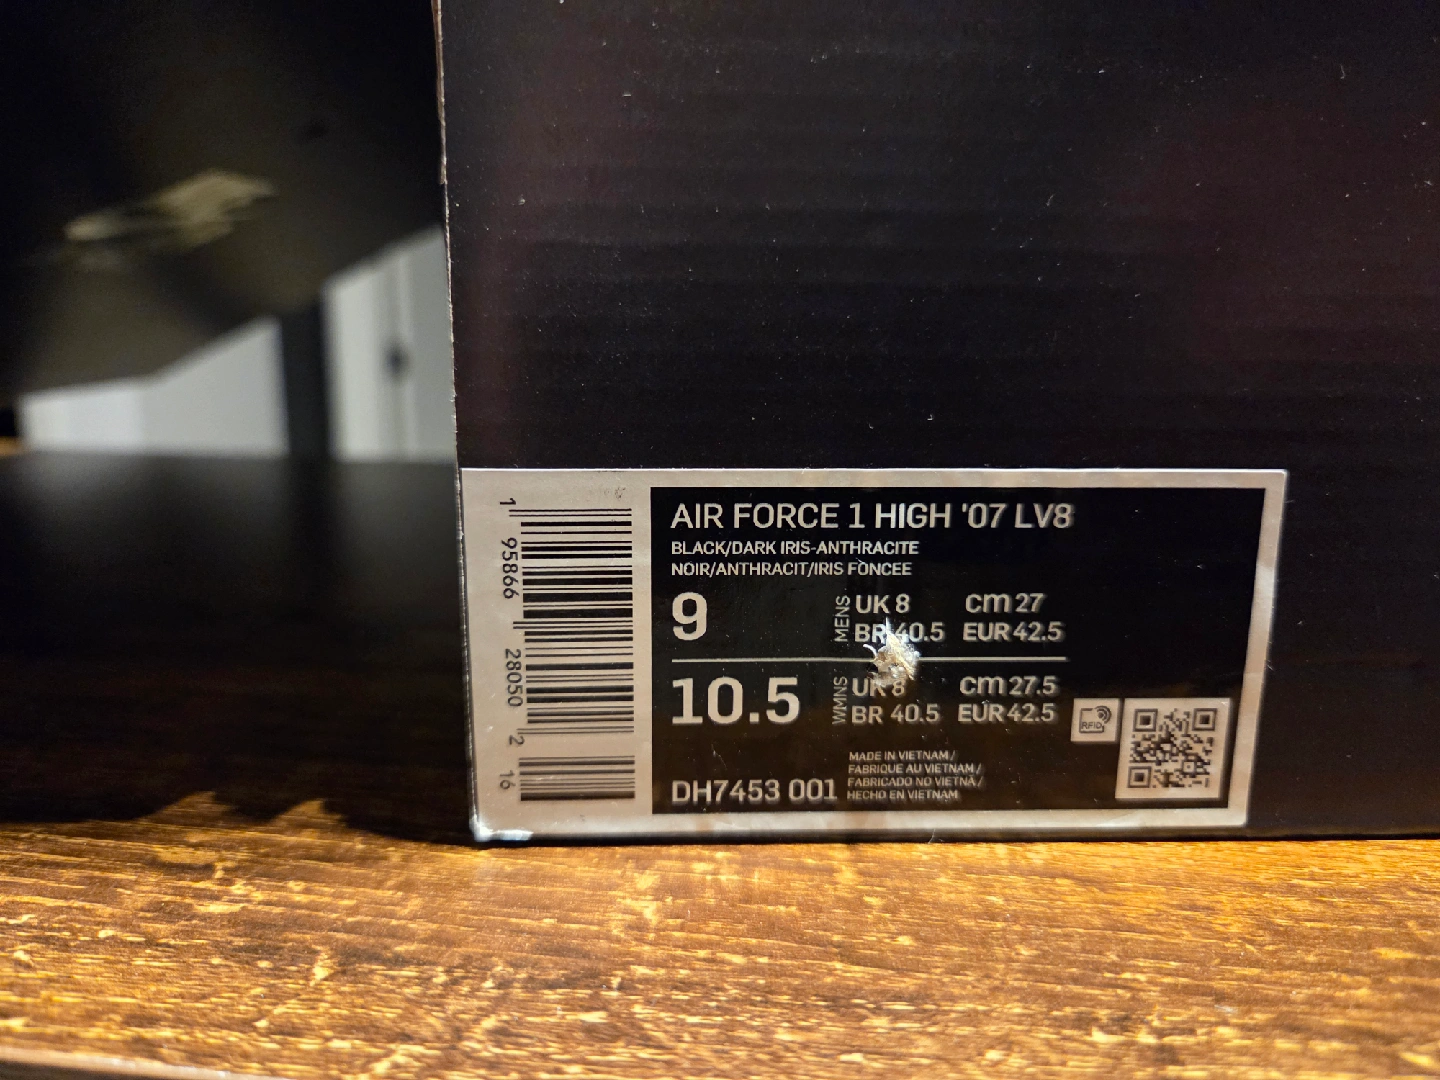 1 95866 28050 2 16
AIR FORCE 1 HIGH '07 LV8
BLACK/DARK IRIS-ANTHRACITE
NOIR/ANTHRACIT/IRIS FONCEE
9
MENS
UK 8 cm 27
BR 40.5 EUR 42.5
10.5
WMNS
UK 8 cm 27.5
BR 40.5 EUR 42.5
RFID
DH7453 001
MADE IN VIETNAM/
FABRIQUE AU VIETNAM/
FABRICADO NO VIETNÃ/
HECHO EN VIETNAM